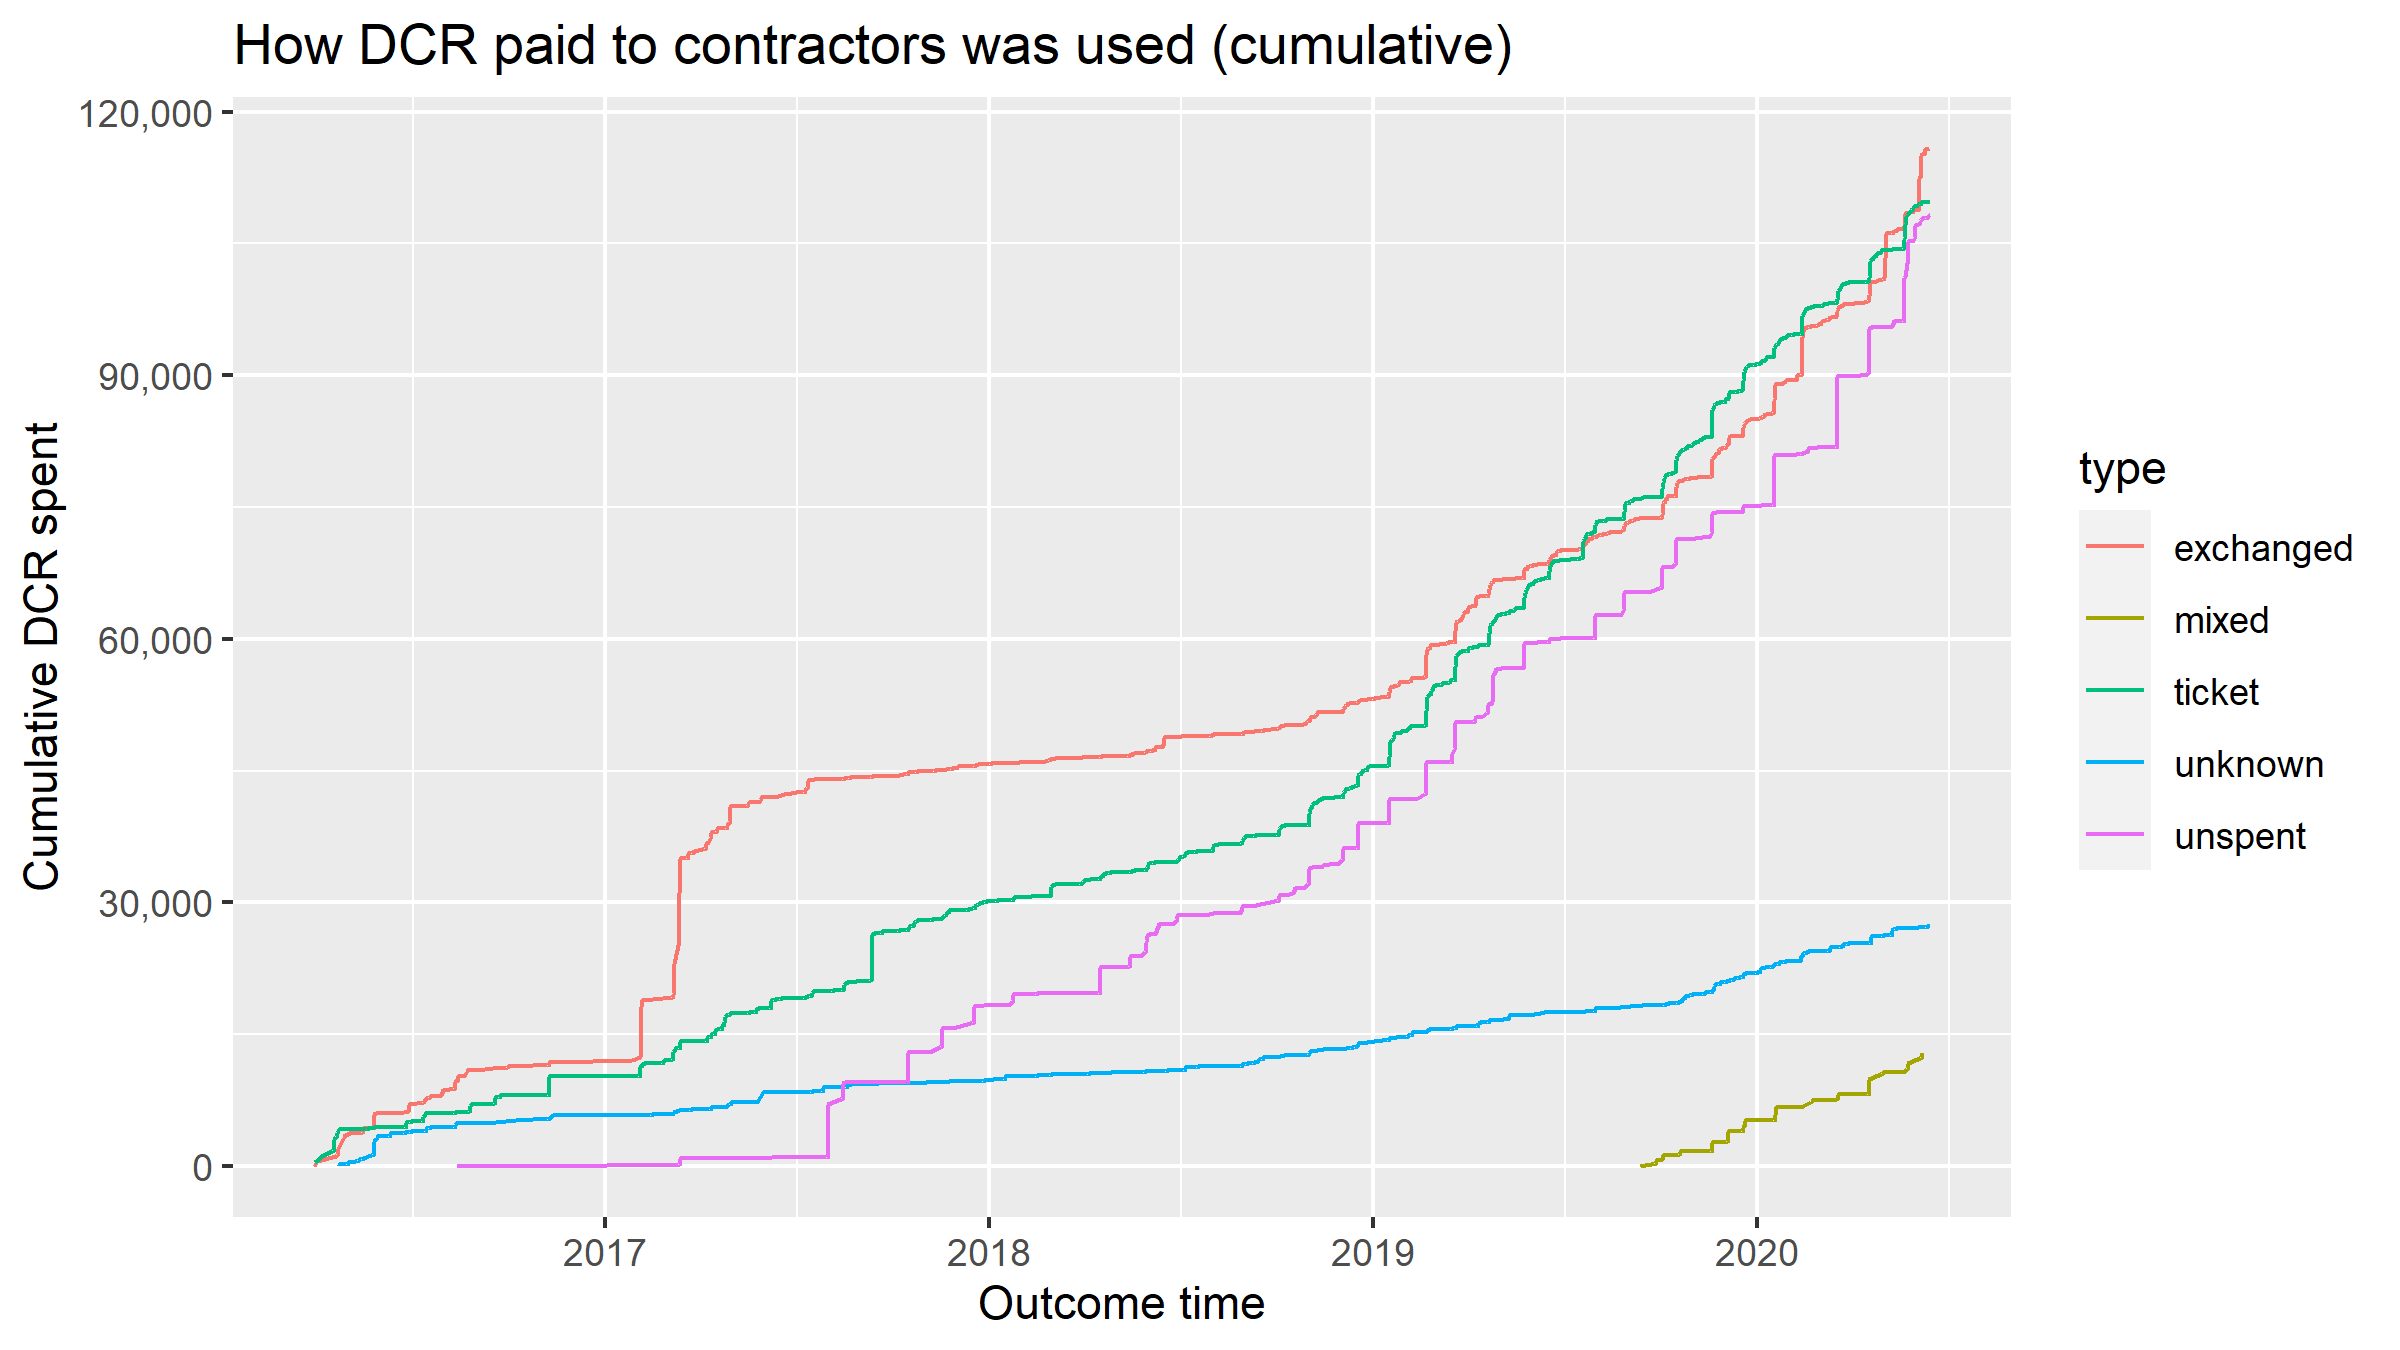 How DCR paid to contractors was used (cumulative)
120,000
90,000
60,000
30,000
0
Cumulative DCR spent
2017 2018 2019 2020
Outcome time
type
exchanged
mixed
ticket
unknown
unspent